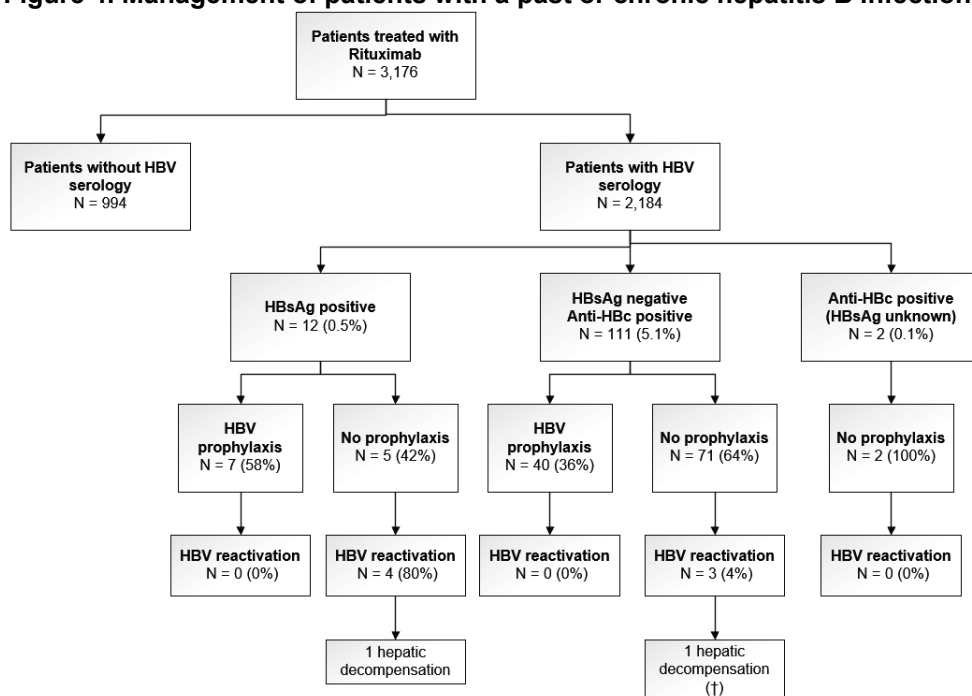 Figure Management of patients with a past or chronic hepatitis B infection
Patients treated with
Rituximab
N = 3,176
Patients without HBV
serology
N = 994
Patients with HBV
serology
N = 2,184
HBsAg positive
N = 12 (0.5%)
HBsAg negative
Anti-HBc positive
N = 111 (5.1%)
Anti-HBc positive
(HBsAg unknown)
N = 2 (0.1%)
HBV
prophylaxis
N = 7 (58%)
No prophylaxis
N = 5 (42%)
HBV
prophylaxis
N = 40 (36%)
No prophylaxis
N = 71 (64%)
No prophylaxis
N = 2 (100%)
HBV reactivation
N = 0 (0%)
HBV reactivation
N = 4 (80%)
HBV reactivation
N = 0 (0%)
HBV reactivation
N = 3 (4%)
HBV reactivation
N = 0 (0%)
1 hepatic
decompensation
1 hepatic
decompensation
(†)